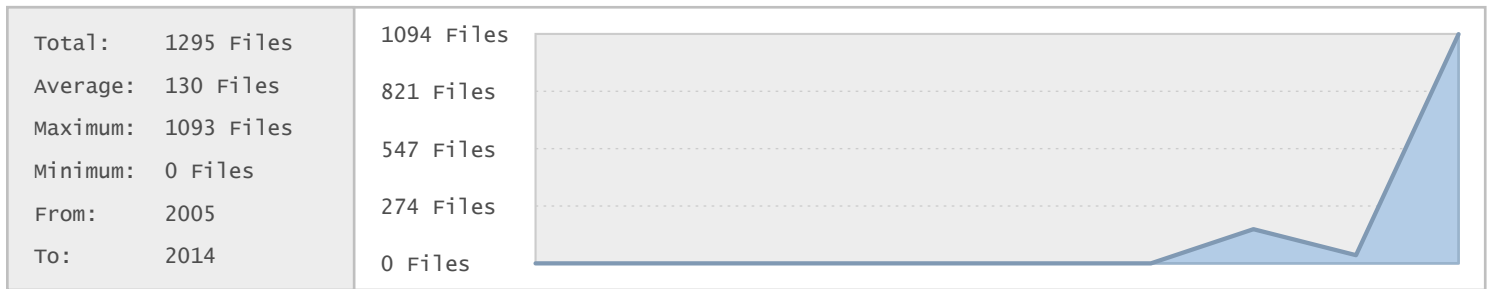 Total: 1295 Files
Average: 130 Files
Maximum: 1093 Files
Minimum: 0 Files
From: 2005
To: 2014
1094 Files
821 Files
547 Files
274 Files
0 Files